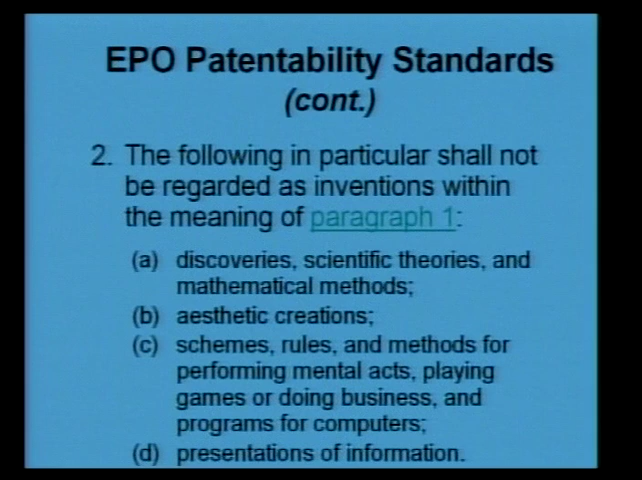 EPO Patentability Standards
(cont.)
2. The following in particular shall not
be regarded as inventions within
the meaning of paragraph 1:
(a) discoveries, scientific theories, and
mathematical methods;
(b) aesthetic creations;
(c) schemes, rules, and methods for
performing mental acts, playing
games or doing business, and
programs for computers;
(d) presentations of information.